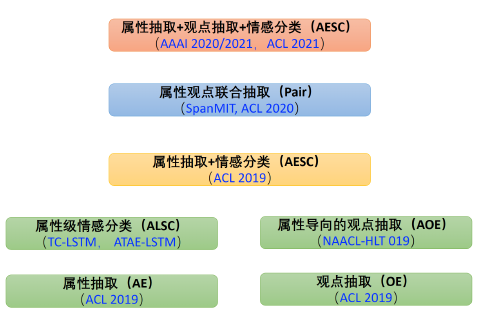 属性抽取+观点抽取+情感分类（AESC）
（AAAI 2020/2021，ACL 2021）
属性观点联合抽取（Pair）
（SpanMIT, ACL 2020）
属性抽取+情感分类（AESC）
（ACL 2019）
属性级情感分类（ALSC）
（TC-LSTM， ATAE-LSTM）
属性导向的观点抽取（AOE）
（NAACL-HLT 019）
属性抽取（AE）
（ACL 2019）
观点抽取（OE）
（ACL 2019）